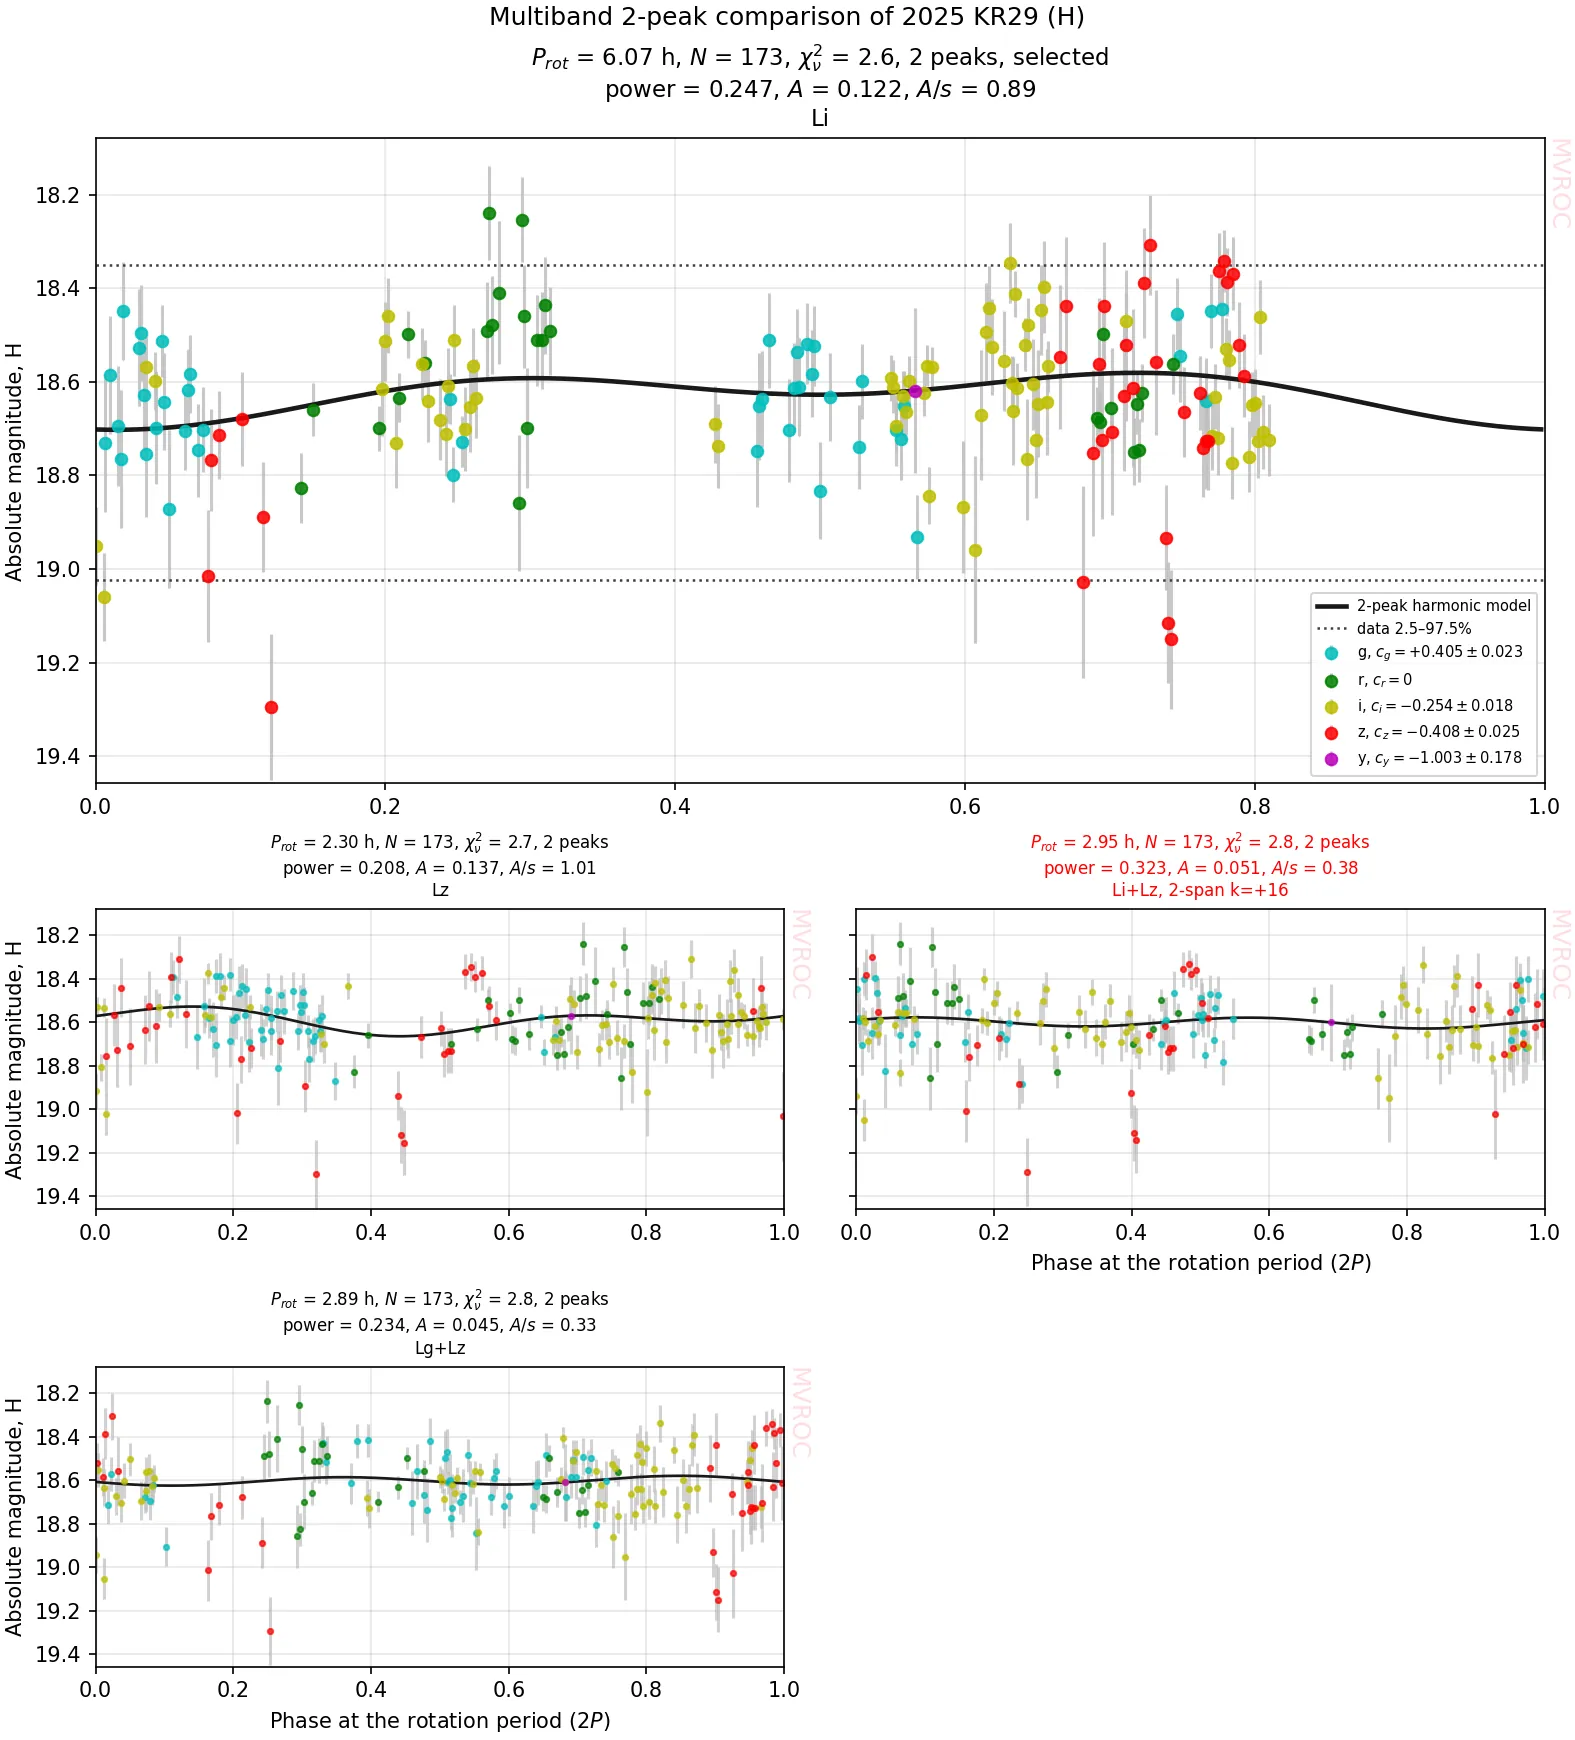 Multiband 2-peak comparison of 2025 KR29 (H)
P_rot = 6.07 h, N = 173, χ²_ν = 2.6, 2 peaks, selected
power = 0.247, A = 0.122, A/s = 0.89
Li
MVROC
Absolute magnitude, H
18.2
18.4
18.6
18.8
19.0
19.2
19.4
2-peak harmonic model
data 2.5–97.5%
g, c_g = +0.405 ± 0.023
r, c_r = 0
i, c_i = −0.254 ± 0.018
z, c_z = −0.408 ± 0.025
y, c_y = −1.003 ± 0.178
0.0 0.2 0.4 0.6 0.8 1.0
P_rot = 2.30 h, N = 173, χ²_ν = 2.7, 2 peaks
power = 0.208, A = 0.137, A/s = 1.01
Lz
MVROC
Absolute magnitude, H
18.2
18.4
18.6
18.8
19.0
19.2
19.4
0.0 0.2 0.4 0.6 0.8 1.0
P_rot = 2.95 h, N = 173, χ²_ν = 2.8, 2 peaks
power = 0.323, A = 0.051, A/s = 0.38
Li+Lz, 2-span k=+16
MVROC
0.0 0.2 0.4 0.6 0.8 1.0
Phase at the rotation period (2P)
P_rot = 2.89 h, N = 173, χ²_ν = 2.8, 2 peaks
power = 0.234, A = 0.045, A/s = 0.33
Lg+Lz
MVROC
Absolute magnitude, H
18.2
18.4
18.6
18.8
19.0
19.2
19.4
0.0 0.2 0.4 0.6 0.8 1.0
Phase at the rotation period (2P)